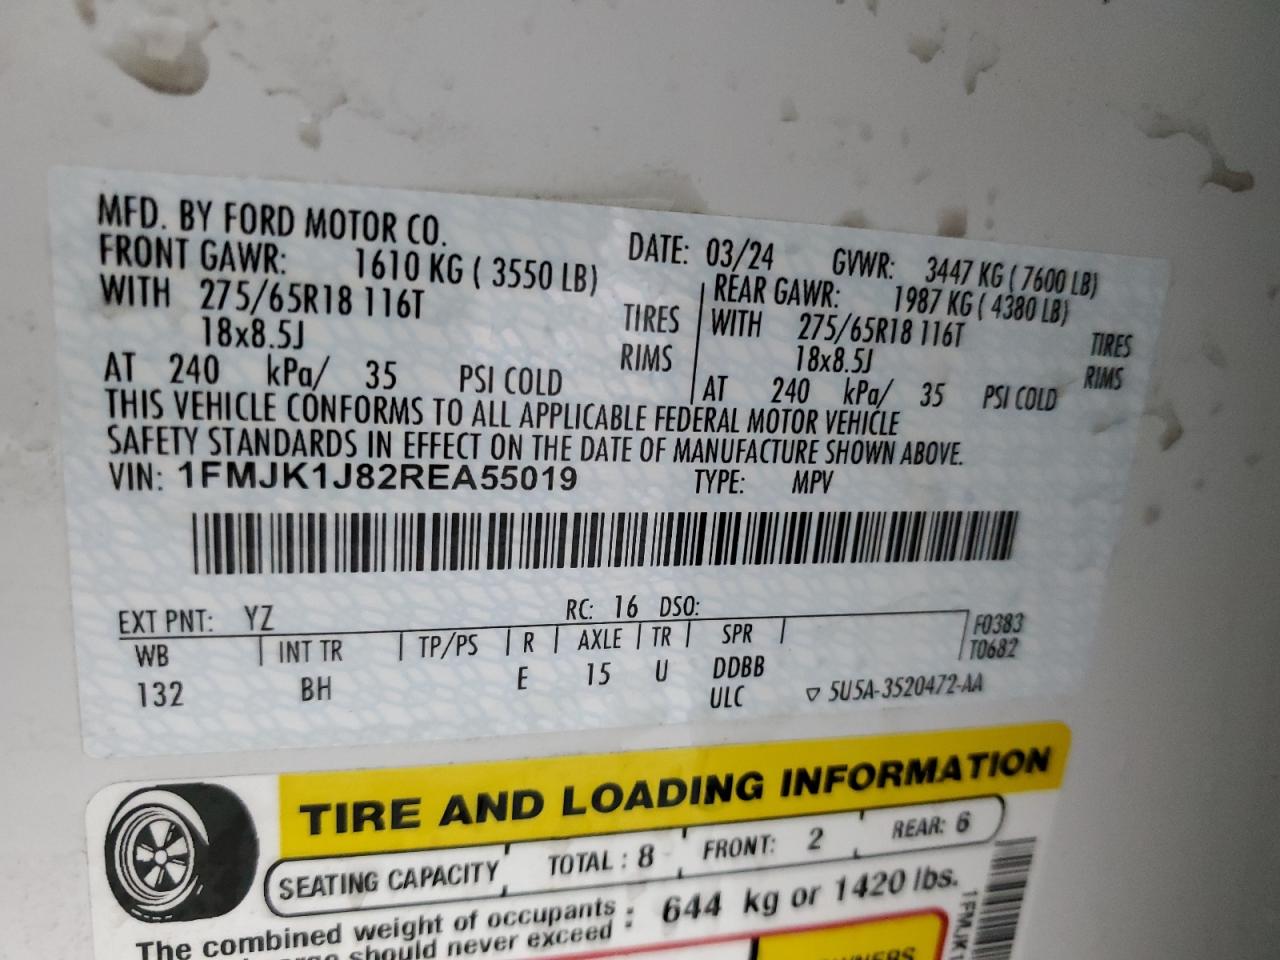 MFD. BY FORD MOTOR CO.
DATE: 03/24 GVWR: 3447 KG ( 7600 LB)
FRONT GAWR: 1610 KG ( 3550 LB)
WITH 275/65R18 116T TIRES
18x8.5J RIMS
AT 240 kPa/ 35 PSI COLD
REAR GAWR: 1987 KG ( 4380 LB)
WITH 275/65R18 116T TIRES
18x8.5J RIMS
AT 240 kPa/ 35 PSI COLD
THIS VEHICLE CONFORMS TO ALL APPLICABLE FEDERAL MOTOR VEHICLE
SAFETY STANDARDS IN EFFECT ON THE DATE OF MANUFACTURE SHOWN ABOVE.
VIN: 1FMJK1J82REA55019 TYPE: MPV
EXT PNT: YZ RC: 16 DSO:
WB INT TR TP/PS R AXLE TR SPR F0383
T0682
132 BH E 15 U DDBB
ULC ▽ 5U5A-3520472-AA
TIRE AND LOADING INFORMATION
SEATING CAPACITY TOTAL : 8 FRONT: 2 REAR: 6
The combined weight of occupants : 644 kg or 1420 lbs.
should never exceed
1FMJK1